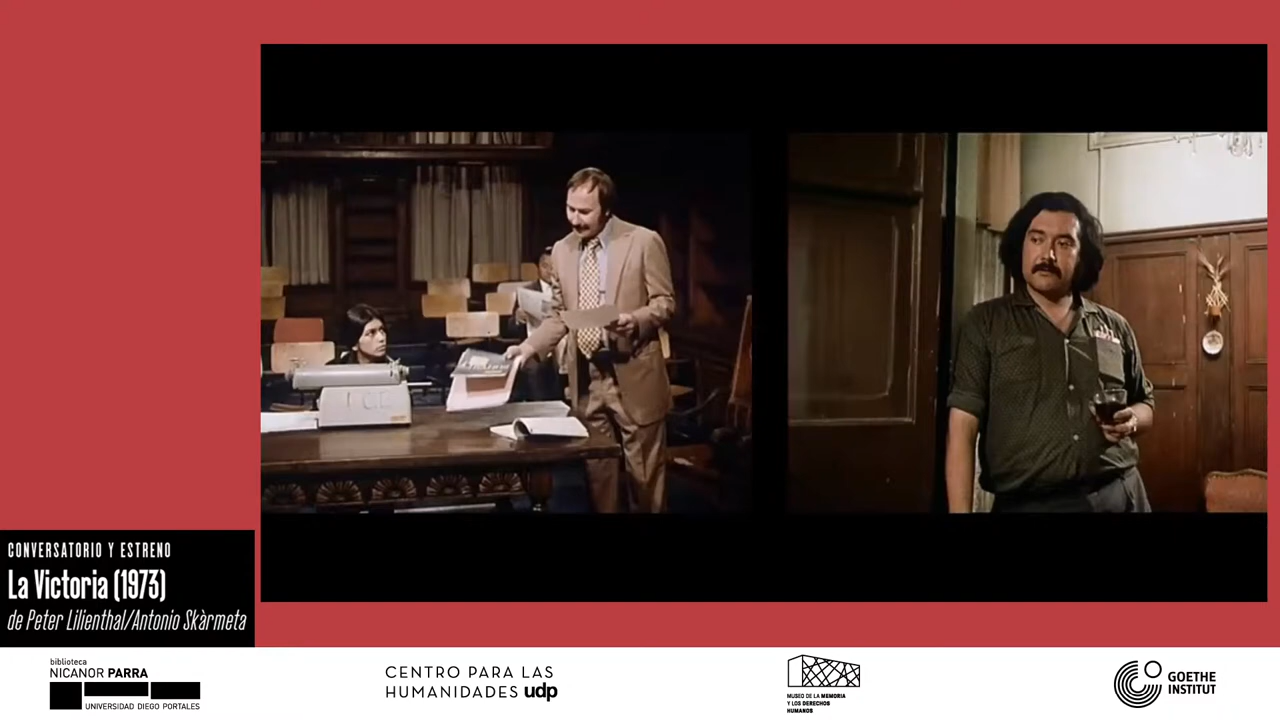 CONVERSATORIO Y ESTRENO
La Victoria (1973)
de Peter Lilienthal/Antonio Skàrmeta
biblioteca
NICANOR PARRA
UNIVERSIDAD DIEGO PORTALES
CENTRO PARA LAS
HUMANIDADES udp
MUSEO DE LA MEMORIA
Y LOS DERECHOS
HUMANOS
GOETHE
INSTITUT